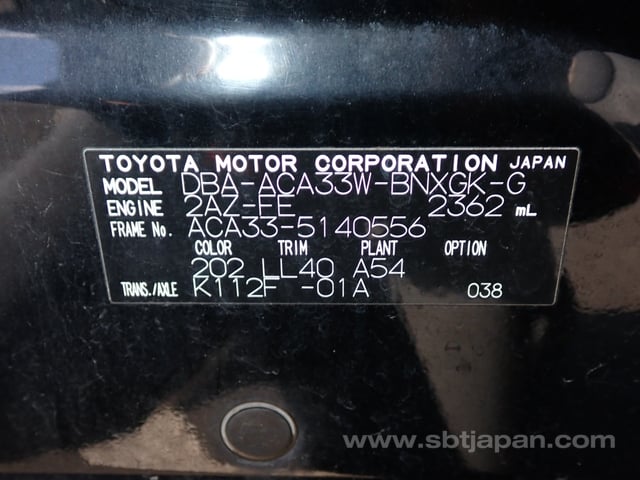 TOYOTA MOTOR CORPORATION JAPAN
MODEL DBA-ACA33W-BNXGK-G
ENGINE 2AZ-FE 2362 mL
FRAME No. ACA33-5140556
COLOR TRIM PLANT OPTION
202 LL40 A54
TRANS./AXLE K112F -01A 038
www.sbtjapan.com